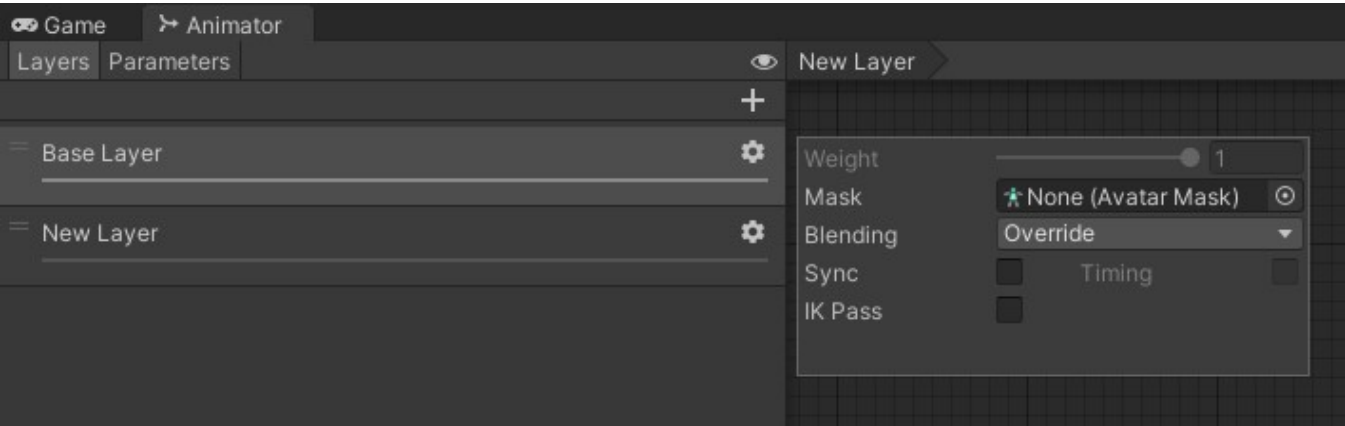 Game Animator
Layers Parameters
New Layer
Base Layer
New Layer
Weight 1
Mask None (Avatar Mask)
Blending Override
Sync Timing
IK Pass